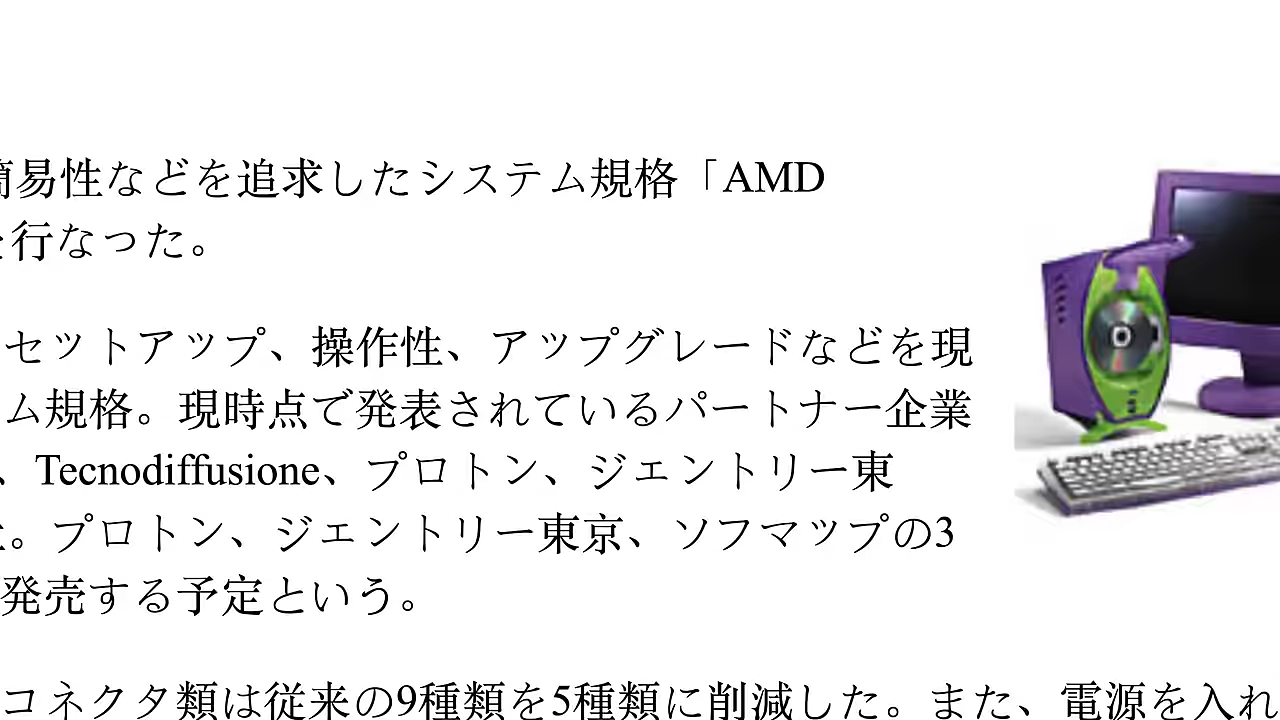 簡易性などを追求したシステム規格「AMD
を行なった。
セットアップ、操作性、アップグレードなどを現
ム規格。現時点で発表されているパートナー企業
、Tecnodiffusione、プロトン、ジェントリー東
。プロトン、ジェントリー東京、ソフマップの3
発売する予定という。
コネクタ類は従来の9種類を5種類に削減した。また、電源を入れ